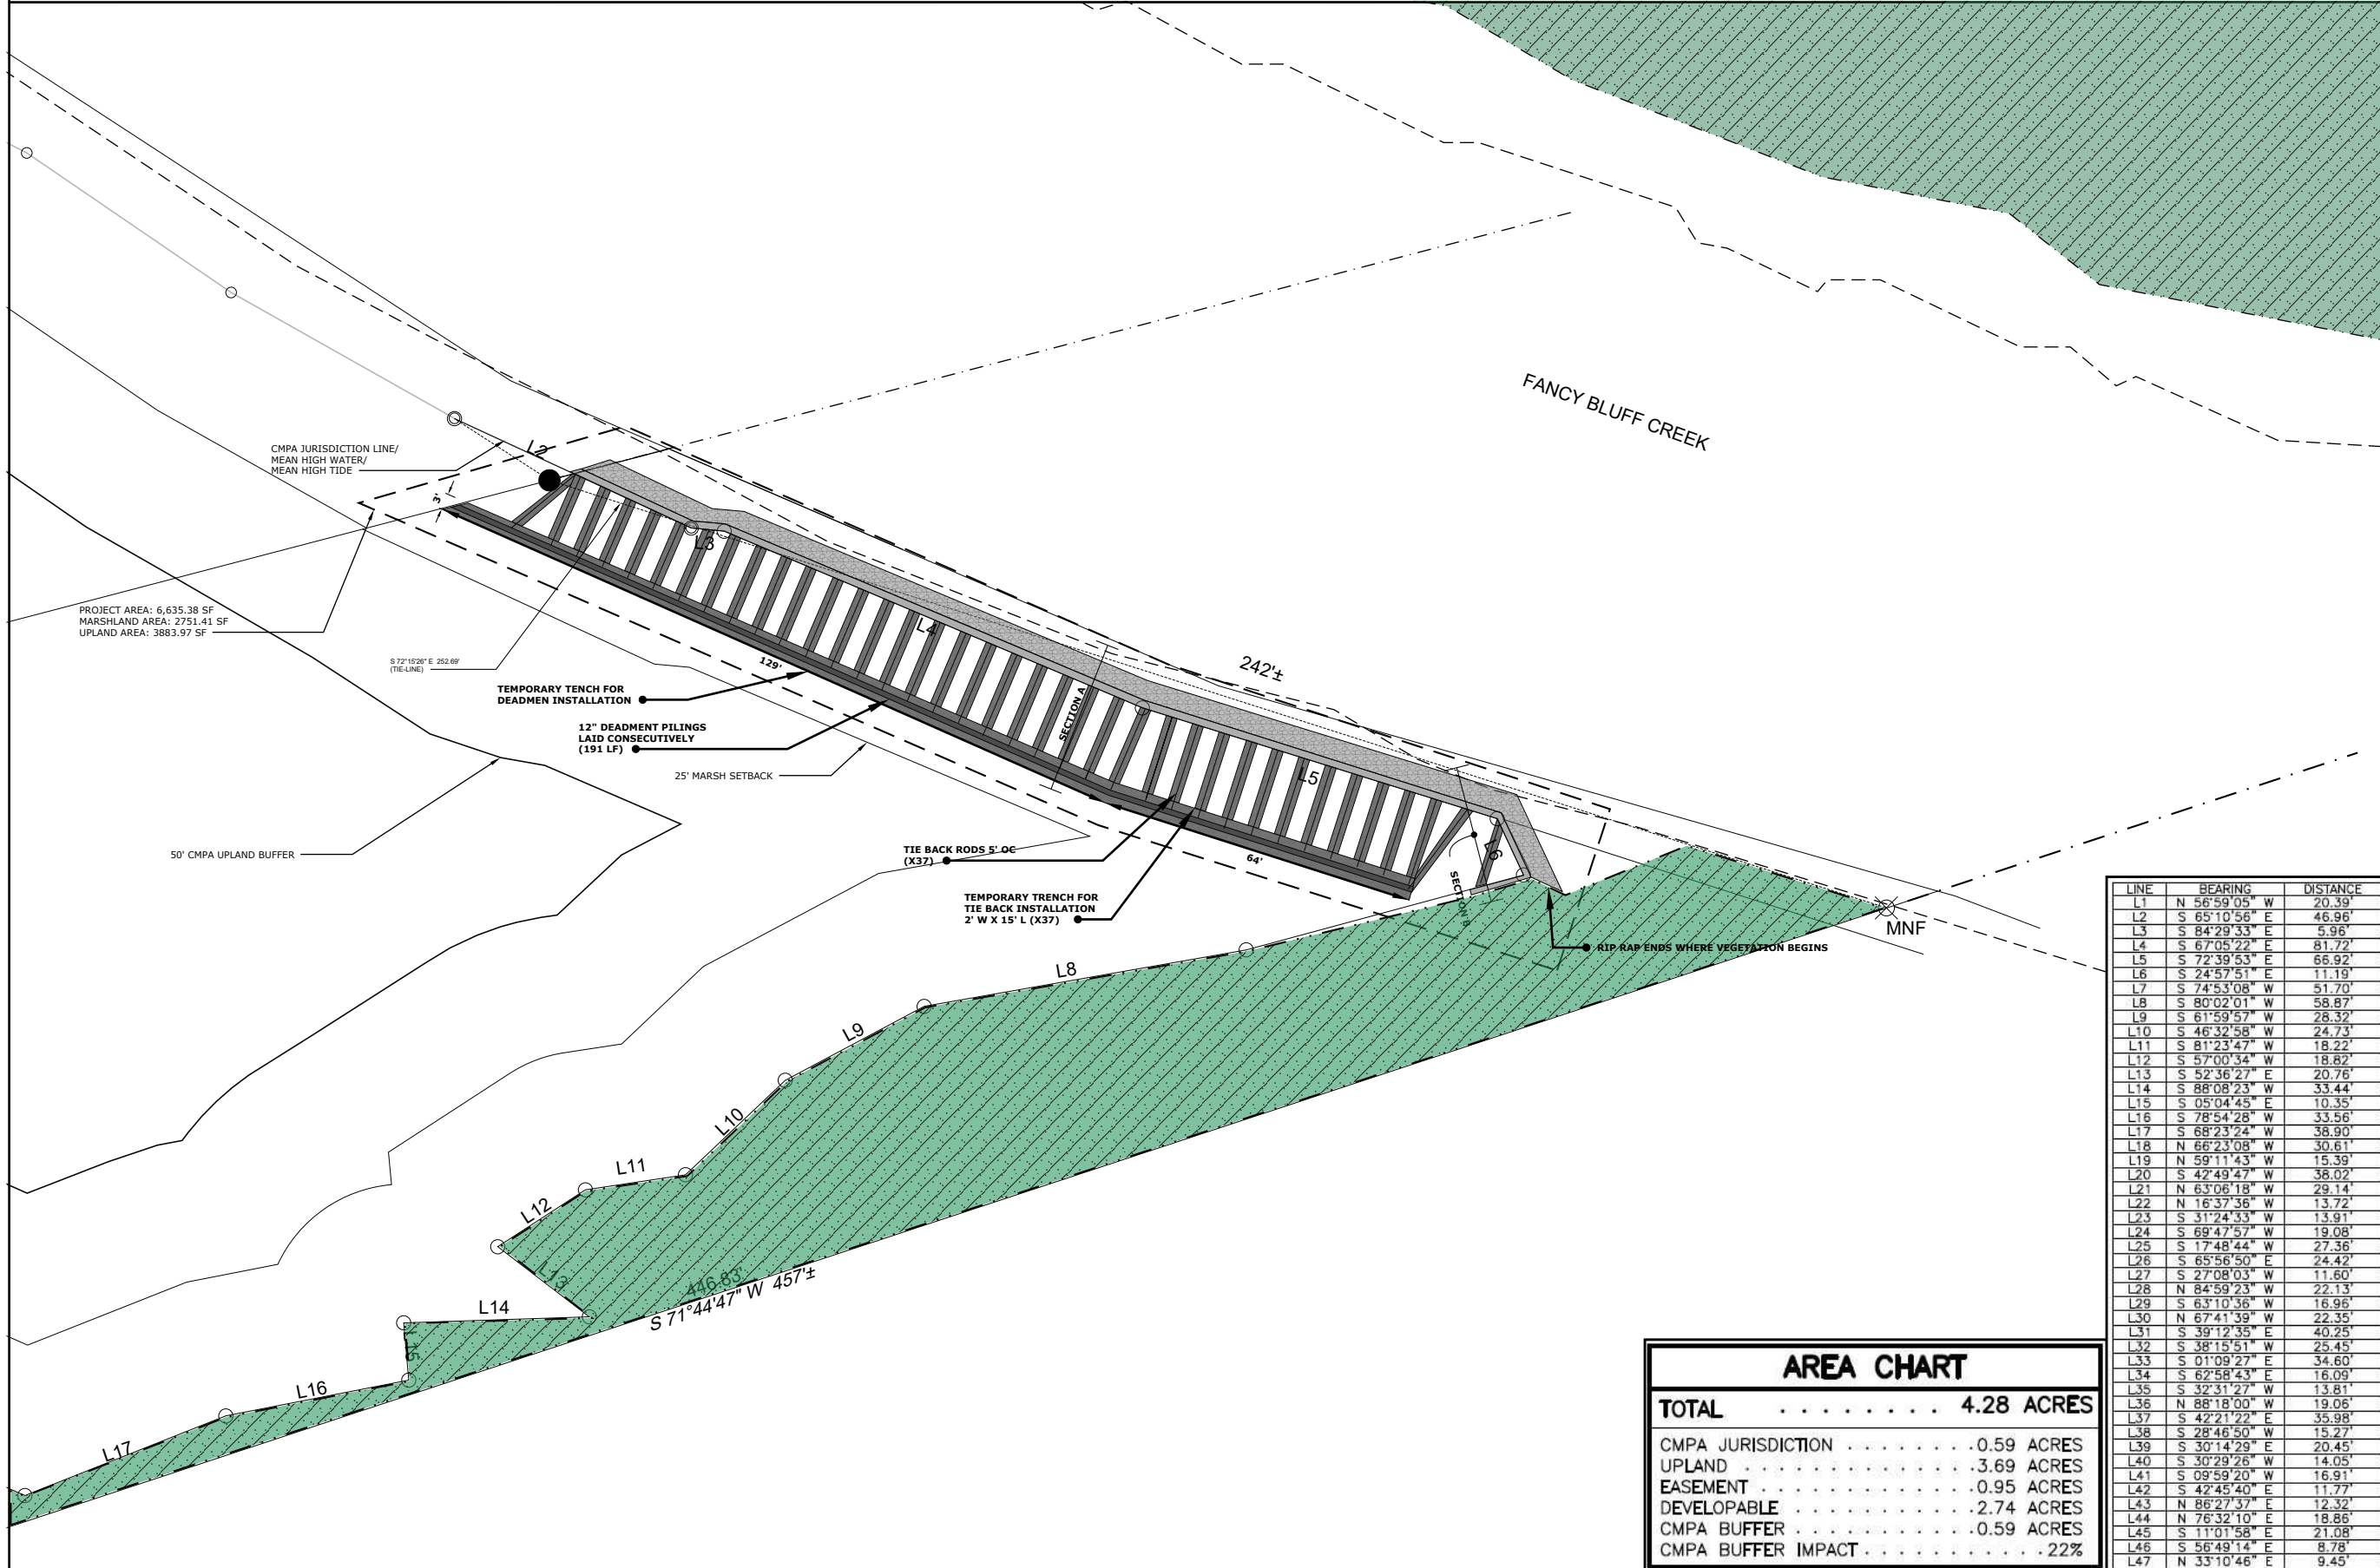 FANCY BLUFF CREEK
L2
CMPA JURISDICTION LINE/
MEAN HIGH WATER/
MEAN HIGH TIDE
3'
L3
PROJECT AREA: 6,635.38 SF
MARSHLAND AREA: 2751.41 SF
UPLAND AREA: 3883.97 SF
L4
S 72°15'26" E 252.69'
(TIE-LINE)
129'
242'±
TEMPORARY TENCH FOR
DEADMEN INSTALLATION
SECTION A
12" DEADMENT PILINGS
LAID CONSECUTIVELY
(191 LF)
25' MARSH SETBACK
L5
50' CMPA UPLAND BUFFER
TIE BACK RODS 5' OC
(X37)
64'
L6
SECTION B
TEMPORARY TRENCH FOR
TIE BACK INSTALLATION
2' W X 15' L (X37)
MNF
RIP RAP ENDS WHERE VEGETATION BEGINS
L8
L9
L10
L11
L12
L13
446.83'
S 71°44'47" W 457'±
L14
L15
L16
L17
AREA CHART
TOTAL . . . . . . . . 4.28 ACRES
CMPA JURISDICTION . . . . . . . . 0.59 ACRES
UPLAND . . . . . . . . . . . . . . 3.69 ACRES
EASEMENT . . . . . . . . . . . . . 0.95 ACRES
DEVELOPABLE . . . . . . . . . . . 2.74 ACRES
CMPA BUFFER . . . . . . . . . . . 0.59 ACRES
CMPA BUFFER IMPACT . . . . . . . . . . . 22%
LINE BEARING DISTANCE
L1 N 56°59'05" W 20.39'
L2 S 65°10'56" E 46.96'
L3 S 84°29'33" E 5.96'
L4 S 67°05'22" E 81.72'
L5 S 72°39'53" E 66.92'
L6 S 24°57'51" E 11.19'
L7 S 74°53'08" W 51.70'
L8 S 80°02'01" W 58.87'
L9 S 61°59'57" W 28.32'
L10 S 46°32'58" W 24.73'
L11 S 81°23'47" W 18.22'
L12 S 57°00'34" W 18.82'
L13 S 52°36'27" E 20.76'
L14 S 88°08'23" W 33.44'
L15 S 05°04'45" E 10.35'
L16 S 78°54'28" W 33.56'
L17 S 68°23'24" W 38.90'
L18 N 66°23'08" W 30.61'
L19 N 59°11'43" W 15.39'
L20 S 42°49'47" W 38.02'
L21 N 63°06'18" W 29.14'
L22 N 16°37'36" W 13.72'
L23 S 31°24'33" W 13.91'
L24 S 69°47'57" W 19.08'
L25 S 17°48'44" W 27.36'
L26 S 65°56'50" E 24.42'
L27 S 27°08'03" W 11.60'
L28 N 84°59'23" W 22.13'
L29 S 63°10'36" W 16.96'
L30 N 67°41'39" W 22.35'
L31 S 39°12'35" E 40.25'
L32 S 38°15'51" W 25.45'
L33 S 01°09'27" E 34.60'
L34 S 62°58'43" E 16.09'
L35 S 32°31'27" W 13.81'
L36 N 88°18'00" W 19.06'
L37 S 42°21'22" E 35.98'
L38 S 28°46'50" W 15.27'
L39 S 30°14'29" E 20.45'
L40 S 30°29'26" W 14.05'
L41 S 09°59'20" W 16.91'
L42 S 42°45'40" E 11.77'
L43 N 86°27'37" E 12.32'
L44 N 76°32'10" E 18.86'
L45 S 11°01'58" E 21.08'
L46 S 56°49'14" E 8.78'
L47 N 33°10'46" E 9.45'